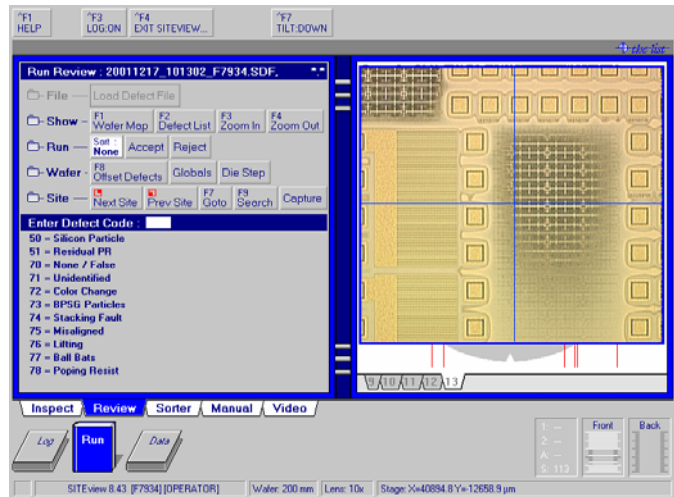 ^F1 HELP
^F3 LOG:ON
^F4 EXIT SITEVIEW...
^F7 TILT:DOWN
the list
Run Review : 20011217_101302_F7934.SDF,
File — Load Defect File
Show – F1 Wafer Map F2 Defect List F3 Zoom In F4 Zoom Out
Run — Sort : None Accept Reject
Wafer - F8 Offset Defects Globals Die Step
Site — Next Site Prev Site F7 Goto F9 Search Capture
Enter Defect Code :
50 = Silicon Particle
51 = Residual PR
70 = None / False
71 = Unidentified
72 = Color Change
73 = BPSG Particles
74 = Stacking Fault
75 = Misaligned
76 = Lifting
77 = Ball Bats
78 = Poping Resist
9 10 11 12 13
Inspect Review Sorter Manual Video
Log Run Data
1: --
2: --
A: --
S: 113
Front
Back
SITEview 8.43 [F7934] [OPERATOR] Wafer: 200 mm Lens: 10x Stage: X=40894.8 Y=-12658.9 µm